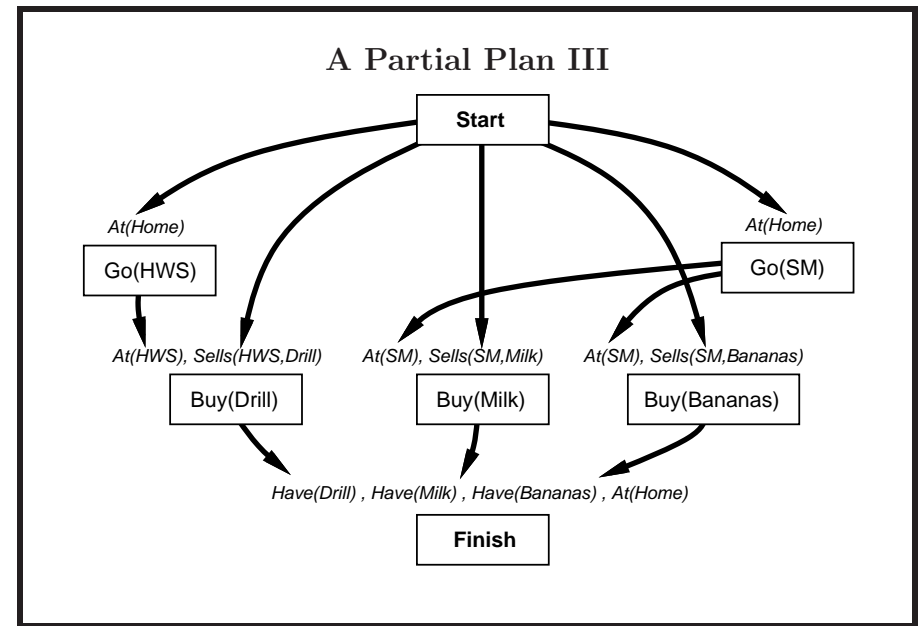 A Partial Plan III
Start
At(Home)
At(Home)
Go(HWS)
Go(SM)
At(HWS), Sells(HWS,Drill)
At(SM), Sells(SM,Milk)
At(SM), Sells(SM,Bananas)
Buy(Drill)
Buy(Milk)
Buy(Bananas)
Have(Drill) , Have(Milk) , Have(Bananas) , At(Home)
Finish